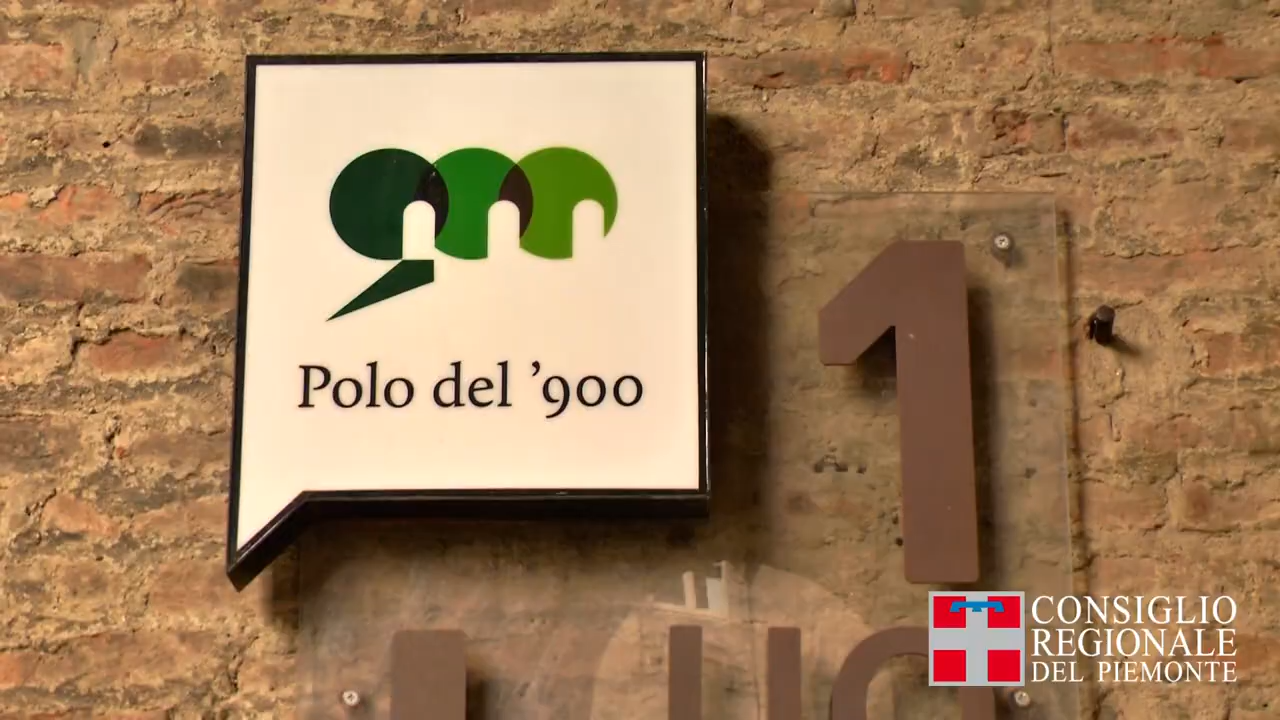 Polo del ’900
1
CONSIGLIO
REGIONALE
DEL PIEMONTE